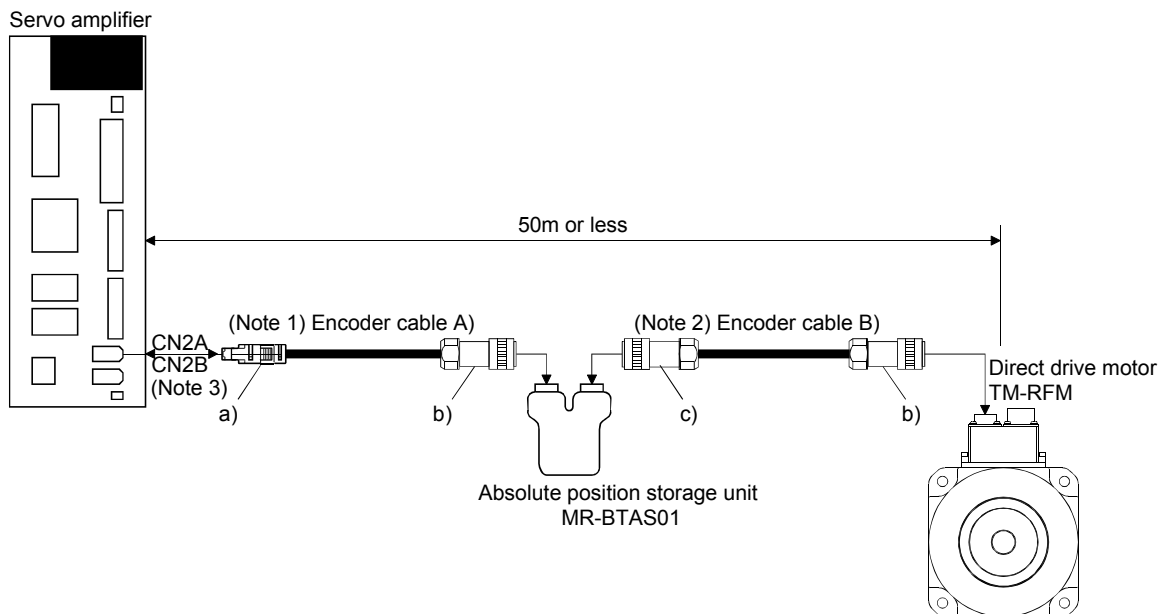 Servo amplifier
50m or less
CN2A
CN2B
(Note 3)
(Note 1) Encoder cable A)
(Note 2) Encoder cable B)
a)
b)
c)
b)
Direct drive motor
TM-RFM
Absolute position storage unit
MR-BTAS01